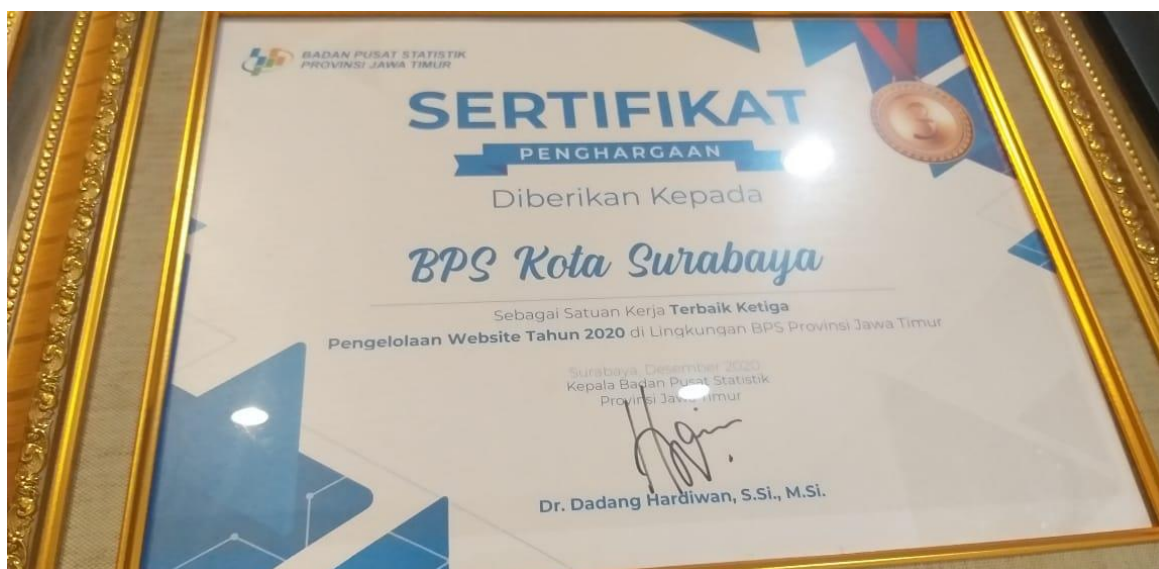 BADAN PUSAT STATISTIK
PROVINSI JAWA TIMUR
SERTIFIKAT
PENGHARGAAN
3
Diberikan Kepada
BPS Kota Surabaya
Sebagai Satuan Kerja Terbaik Ketiga
Pengelolaan Website Tahun 2020 di Lingkungan BPS Provinsi Jawa Timur
Surabaya, Desember 2020
Kepala Badan Pusat Statistik
Provinsi Jawa Timur
Dr. Dadang Hardiwan, S.Si., M.Si.